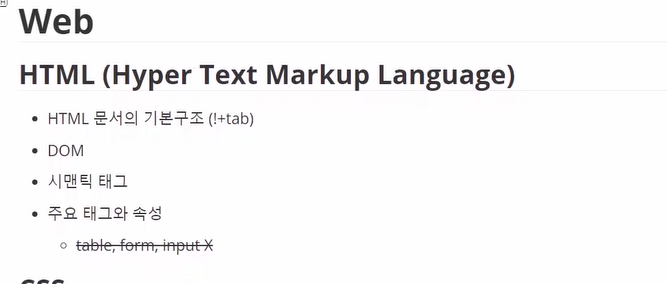 Web
HTML (Hyper Text Markup Language)
HTML 문서의 기본구조 (!+tab)
DOM
시맨틱 태그
주요 태그와 속성
table, form, input X